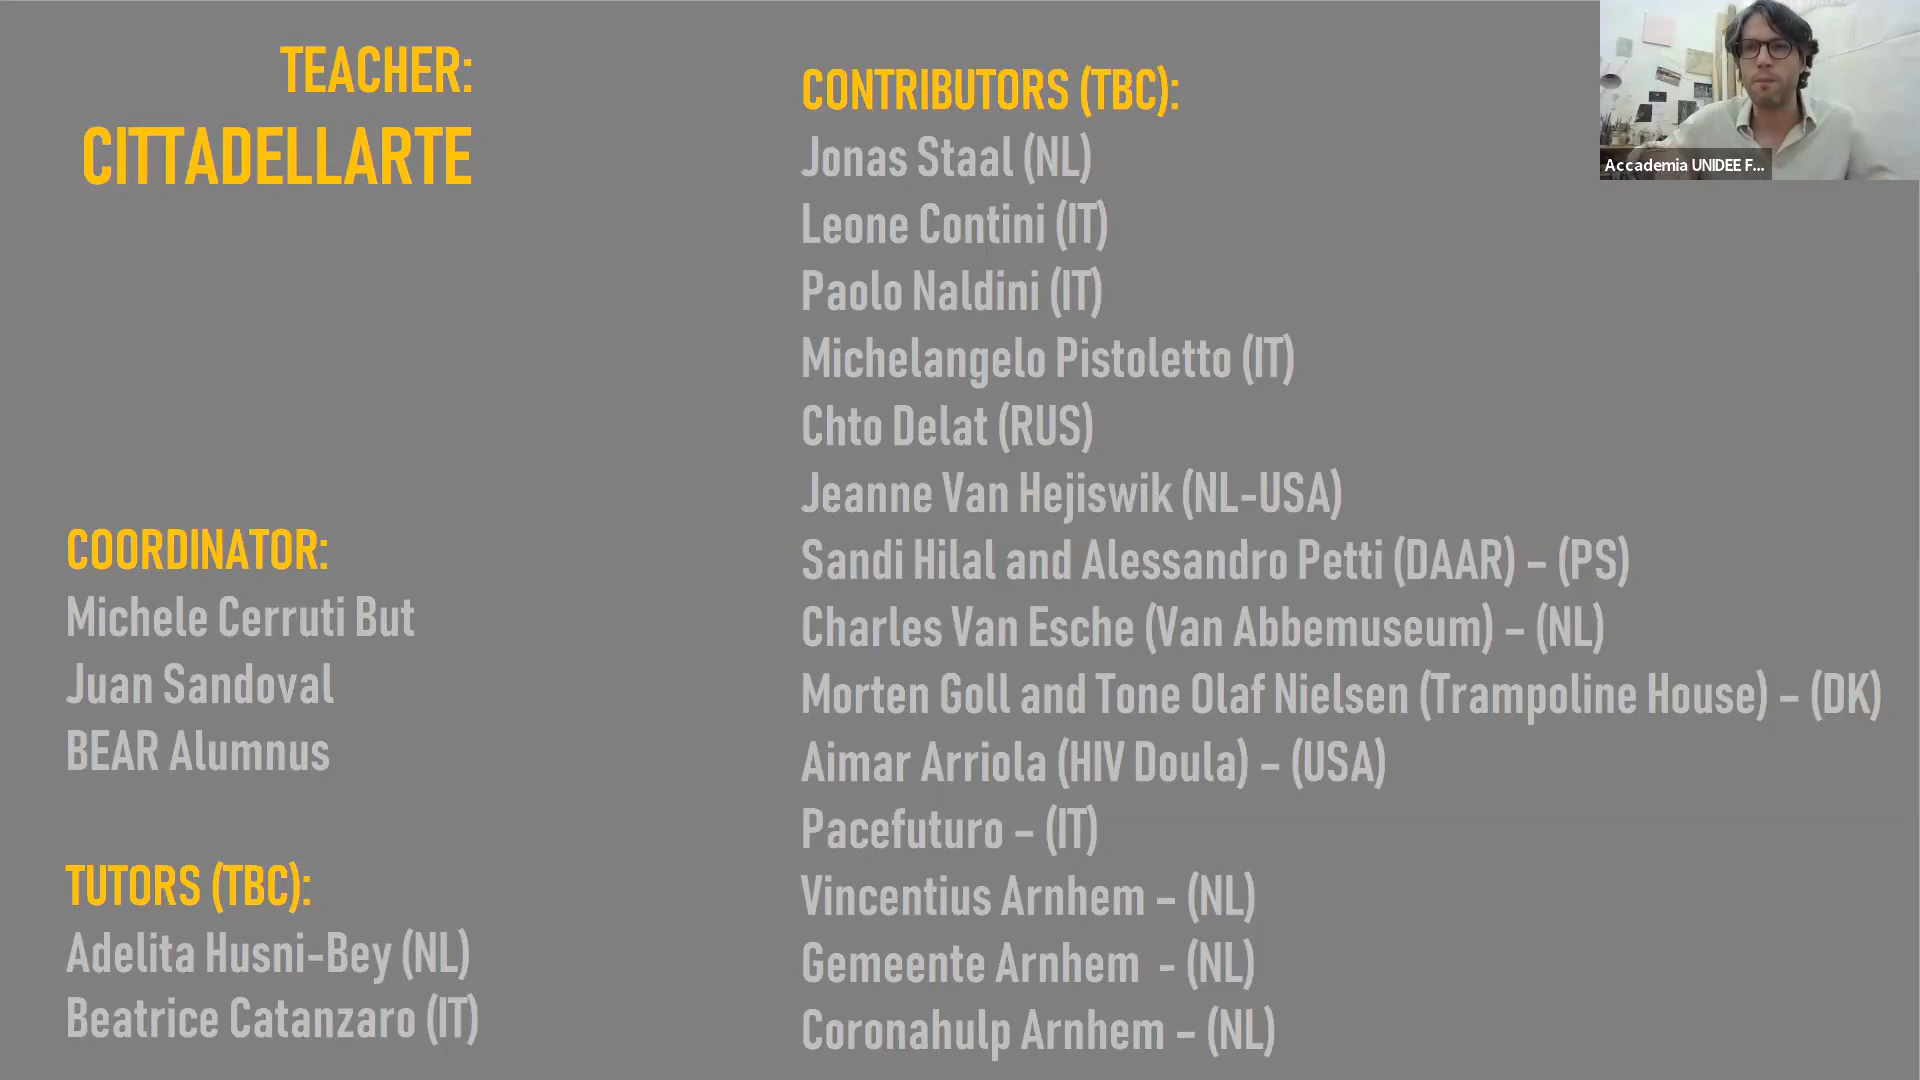 TEACHER:
CITTADELLARTE
COORDINATOR:
Michele Cerruti But
Juan Sandoval
BEAR Alumnus
TUTORS (TBC):
Adelita Husni-Bey (NL)
Beatrice Catanzaro (IT)
CONTRIBUTORS (TBC):
Jonas Staal (NL)
Leone Contini (IT)
Paolo Naldini (IT)
Michelangelo Pistoletto (IT)
Chto Delat (RUS)
Jeanne Van Hejiswik (NL-USA)
Sandi Hilal and Alessandro Petti (DAAR) – (PS)
Charles Van Esche (Van Abbemuseum) – (NL)
Morten Goll and Tone Olaf Nielsen (Trampoline House) – (DK)
Aimar Arriola (HIV Doula) – (USA)
Pacefuturo – (IT)
Vincentius Arnhem – (NL)
Gemeente Arnhem - (NL)
Coronahulp Arnhem – (NL)
Accademia UNIDEE F...